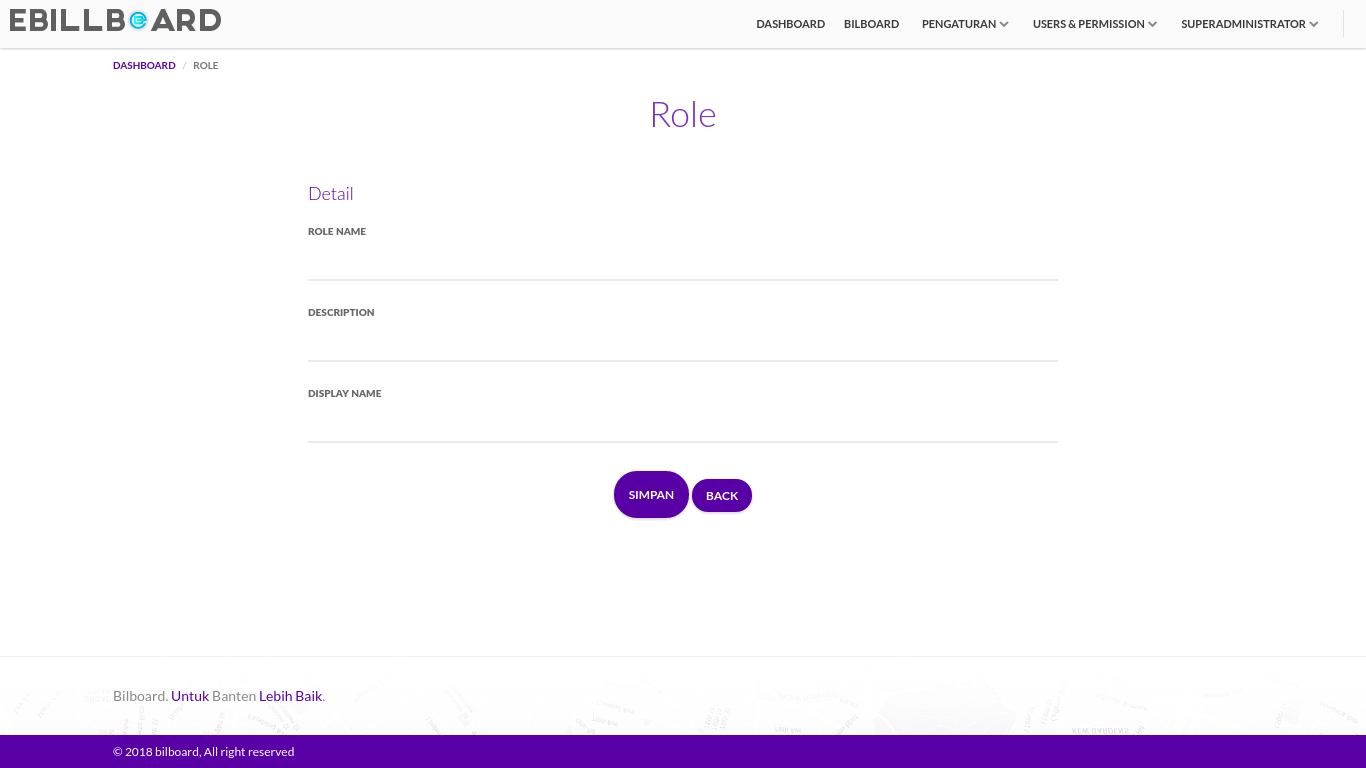 EBILLBOARD
DASHBOARD BILBOARD PENGATURAN USERS & PERMISSION SUPERADMINISTRATOR
DASHBOARD / ROLE
Role
Detail
ROLE NAME
DESCRIPTION
DISPLAY NAME
SIMPAN BACK
Bilboard. Untuk Banten Lebih Baik.
© 2018 bilboard, All right reserved